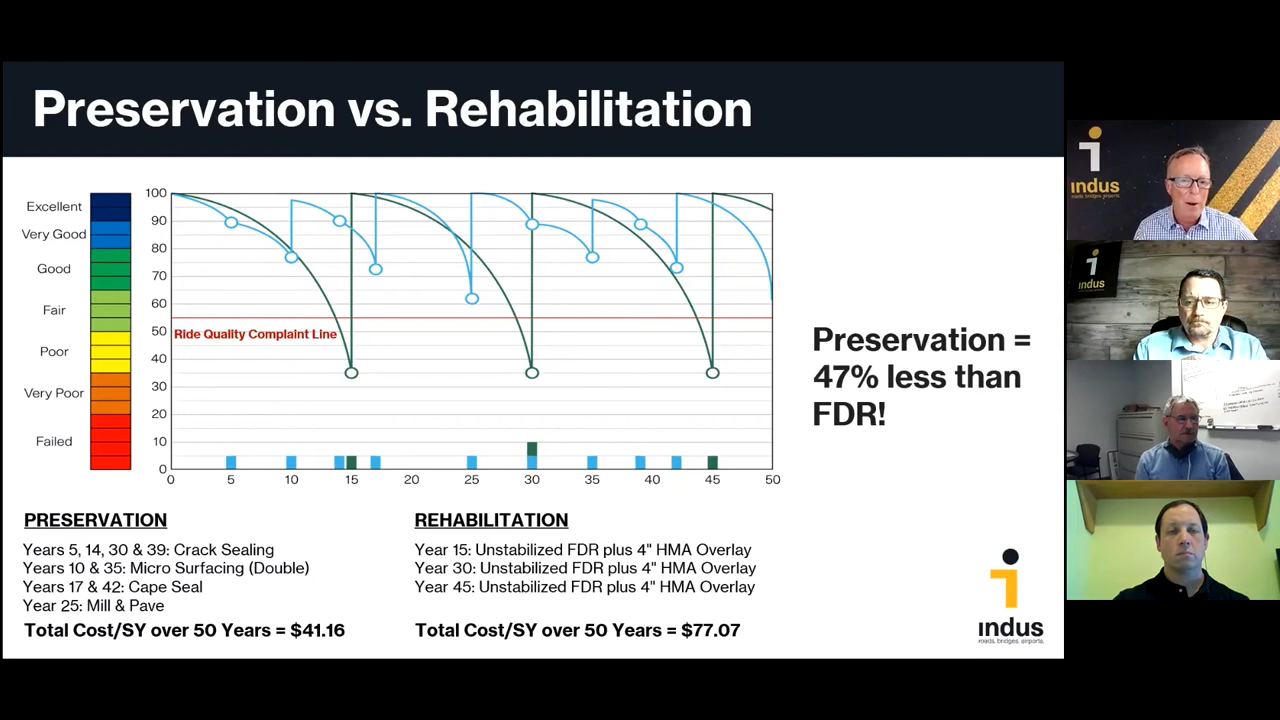 Preservation vs. Rehabilitation
Excellent
Very Good
Good
Fair
Poor
Very Poor
Failed
100
90
80
70
60
50
40
30
20
10
0
Ride Quality Complaint Line
0 5 10 15 20 25 30 35 40 45 50
Preservation =
47% less than
FDR!
PRESERVATION
Years 5, 14, 30 & 39: Crack Sealing
Years 10 & 35: Micro Surfacing (Double)
Years 17 & 42: Cape Seal
Year 25: Mill & Pave
Total Cost/SY over 50 Years = $41.16
REHABILITATION
Year 15: Unstabilized FDR plus 4" HMA Overlay
Year 30: Unstabilized FDR plus 4" HMA Overlay
Year 45: Unstabilized FDR plus 4" HMA Overlay
Total Cost/SY over 50 Years = $77.07
indus
roads. bridges. airports.
indus
roads. bridges. airports.
indus